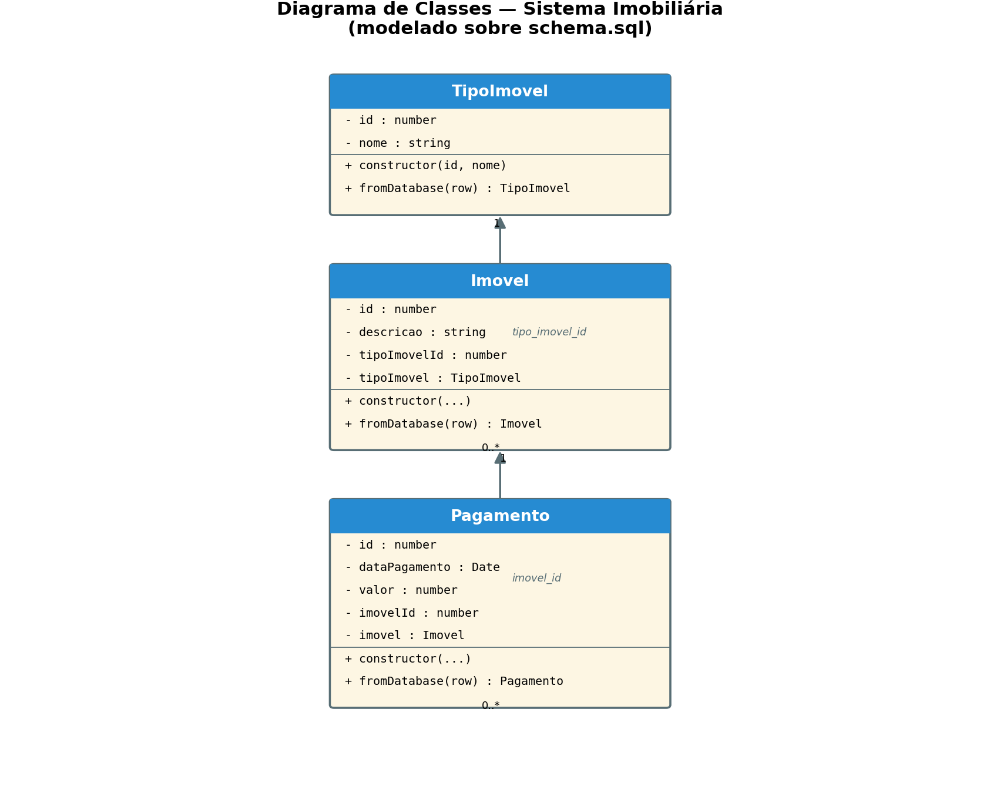 Diagrama de Classes — Sistema Imobiliária
(modelado sobre schema.sql)
TipoImovel
- id : number
- nome : string
+ constructor(id, nome)
+ fromDatabase(row) : TipoImovel
1
Imovel
- id : number
- descricao : string tipo_imovel_id
- tipoImovelId : number
- tipoImovel : TipoImovel
+ constructor(...)
+ fromDatabase(row) : Imovel
0..*
1
Pagamento
- id : number
- dataPagamento : Date
imovel_id
- valor : number
- imovelId : number
- imovel : Imovel
+ constructor(...)
+ fromDatabase(row) : Pagamento
0..*